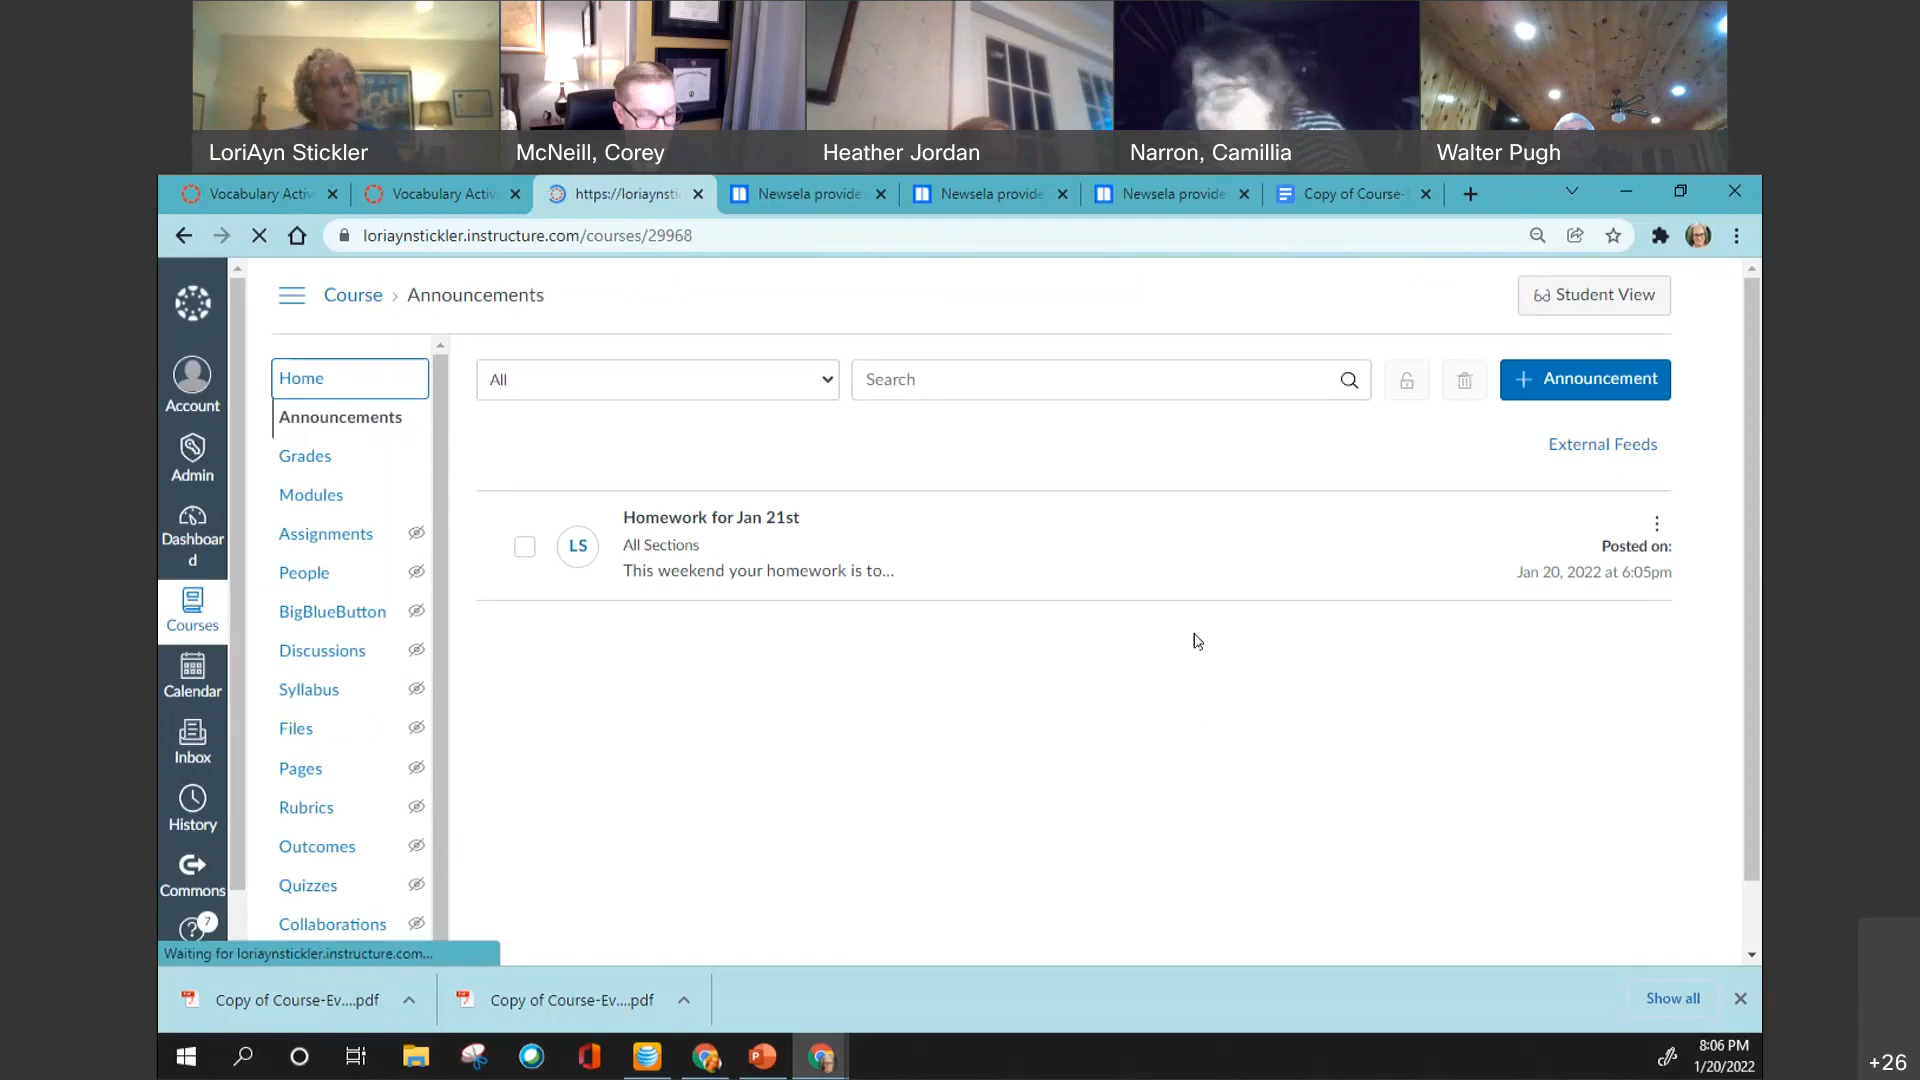 LoriAyn Stickler
McNeill, Corey
Heather Jordan
Narron, Camillia
Walter Pugh
Vocabulary Activ
Vocabulary Activ
https://loriaynsti
Newsela provide
Newsela provide
Newsela provide
Copy of Course-
loriaynstickler.instructure.com/courses/29968
Course › Announcements
Student View
Account
Admin
Dashboar
d
Courses
Calendar
Inbox
History
Commons
7
Home
Announcements
Grades
Modules
Assignments
People
BigBlueButton
Discussions
Syllabus
Files
Pages
Rubrics
Outcomes
Quizzes
Collaborations
All
Search
+ Announcement
External Feeds
LS
Homework for Jan 21st
All Sections
This weekend your homework is to...
Posted on:
Jan 20, 2022 at 6:05pm
Waiting for loriaynstickler.instructure.com...
Copy of Course-Ev....pdf
Copy of Course-Ev....pdf
Show all
8:06 PM
1/20/2022
+26